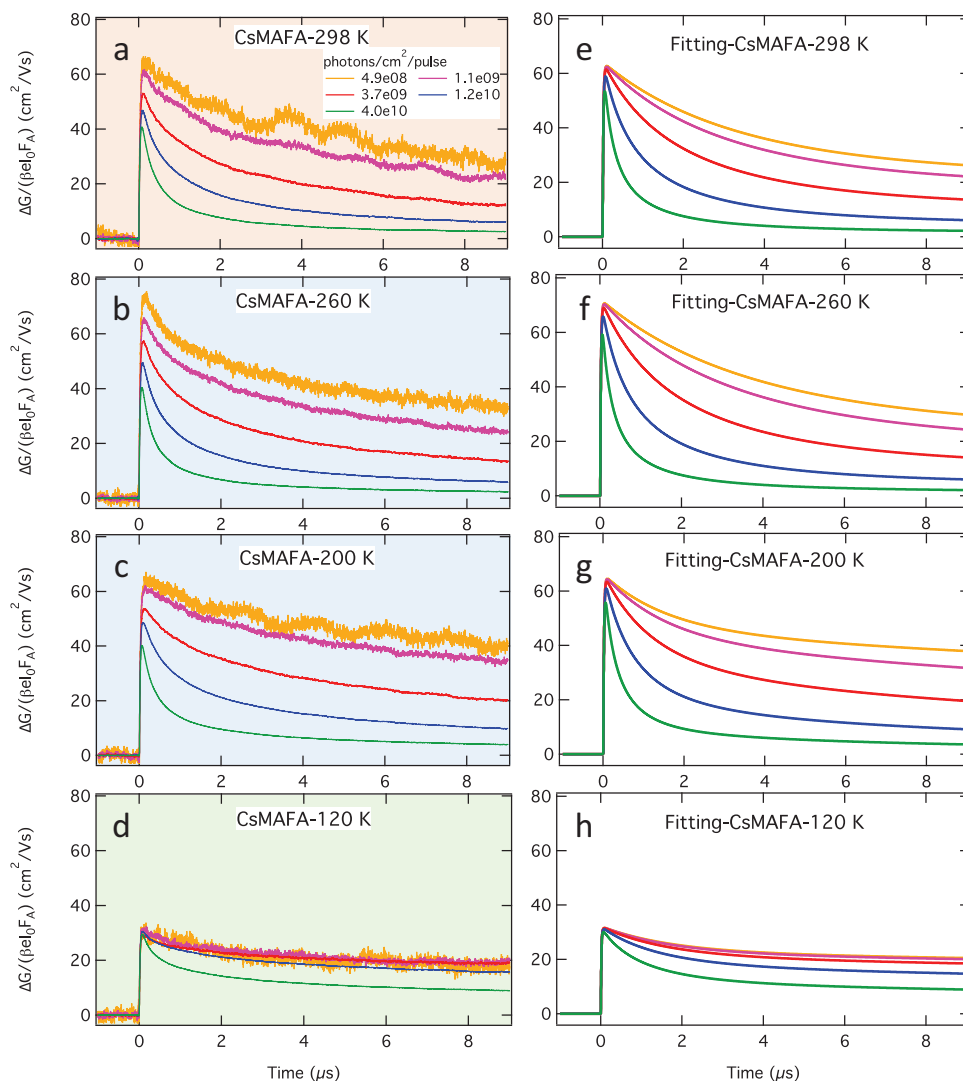 a
CsMAFA-298 K
photons/cm²/pulse
4.9e08
1.1e09
3.7e09
1.2e10
4.0e10
ΔG/(βeI₀F_A) (cm²/Vs)
80
60
40
20
0
0
2
4
6
8
e
Fitting-CsMAFA-298 K
80
60
40
20
0
0
2
4
6
8
b
CsMAFA-260 K
ΔG/(βeI₀F_A) (cm²/Vs)
80
60
40
20
0
0
2
4
6
8
f
Fitting-CsMAFA-260 K
80
60
40
20
0
0
2
4
6
8
c
CsMAFA-200 K
ΔG/(βeI₀F_A) (cm²/Vs)
80
60
40
20
0
0
2
4
6
8
g
Fitting-CsMAFA-200 K
80
60
40
20
0
0
2
4
6
8
d
CsMAFA-120 K
ΔG/(βeI₀F_A) (cm²/Vs)
80
60
40
20
0
0
2
4
6
8
Time (μs)
h
Fitting-CsMAFA-120 K
80
60
40
20
0
0
2
4
6
8
Time (μs)